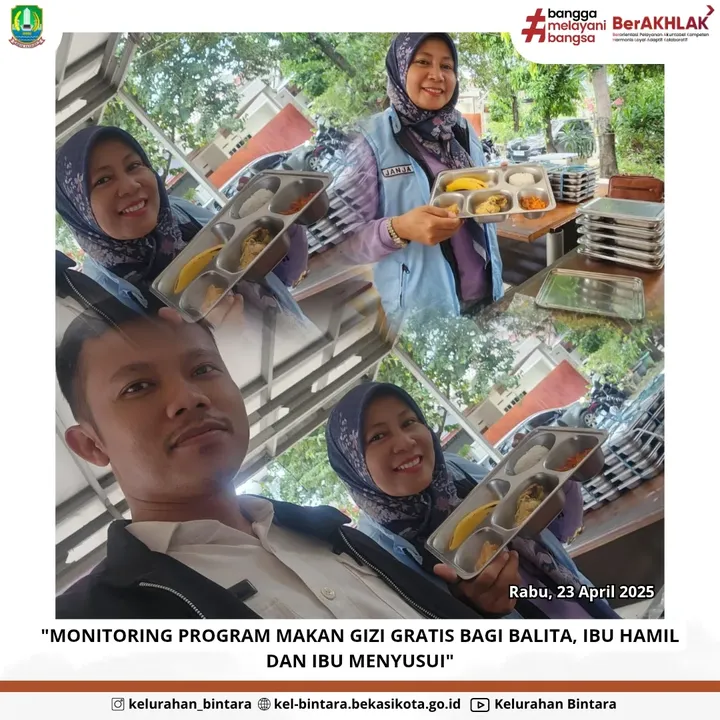 #bangga
melayani
bangsa
BerAKHLAK
JANJA
Rabu, 23 April 2025
"MONITORING PROGRAM MAKAN GIZI GRATIS BAGI BALITA, IBU HAMIL
DAN IBU MENYUSUI"
kelurahan_bintara kel-bintara.bekasikota.go.id Kelurahan Bintara